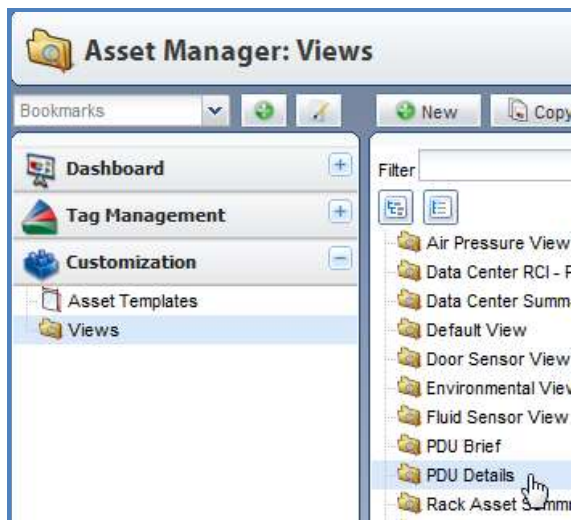 Asset Manager: Views
Bookmarks
New
Copy
Dashboard
Tag Management
Customization
Asset Templates
Views
Filter
Air Pressure View
Data Center RCI -
Data Center Summ
Default View
Door Sensor View
Environmental View
Fluid Sensor View
PDU Brief
PDU Details
Rack Asset Summ